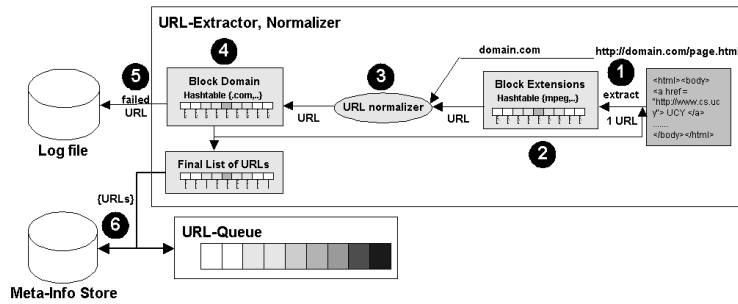 URL-Extractor, Normalizer
domain.com
http://domain.com/page.html
4
5
3
1
Block Domain
Hashtable {.com,..}
failed
URL
URL
URL normalizer
URL
Block Extensions
Hashtable {mpeg,..}
extract
1 URL
<html><body>
<a href =
"http://www.cs.uc
y"> UCY </a>
.......
</body></html>
Log file
2
Final List of URLs
{URLs}
6
URL-Queue
Meta-Info Store